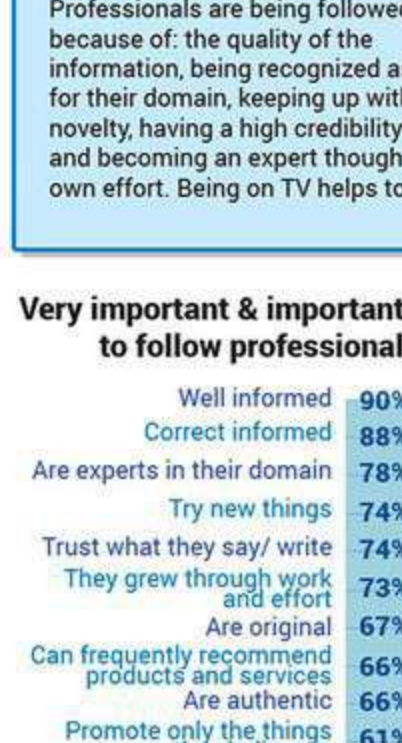 Professionals are being followed
because of: the quality of the
information, being recognized a
for their domain, keeping up wit
novelty, having a high credibility
and becoming an expert though
own effort. Being on TV helps to
Very important & important
to follow professional
Well informed 90%
Correct informed 88%
Are experts in their domain 78%
Try new things 74%
Trust what they say/ write 74%
They grew through work
and effort 73%
Are original 67%
Can frequently recommend
products and services 66%
Are authentic 66%
Promote only the things 61%